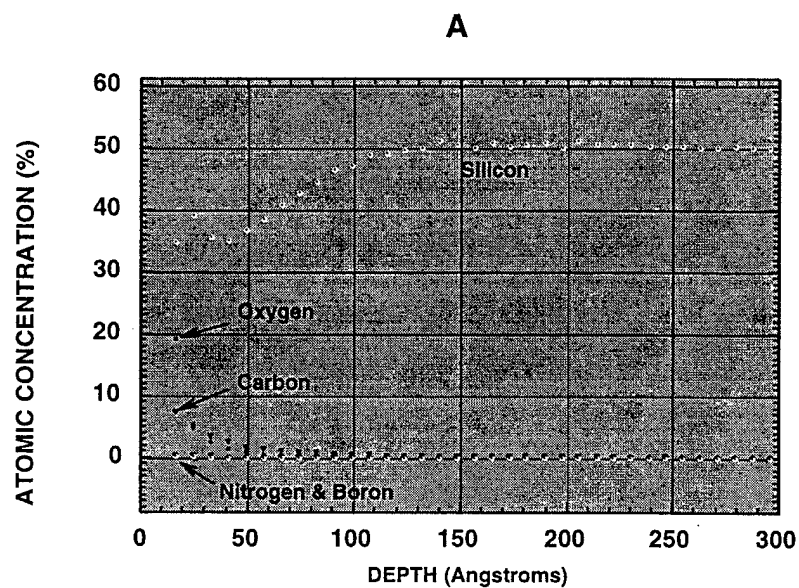 A
ATOMIC CONCENTRATION (%)
60
50
40
30
20
10
0
Silicon
Oxygen
Carbon
Nitrogen & Boron
0 50 100 150 200 250 300
DEPTH (Angstroms)